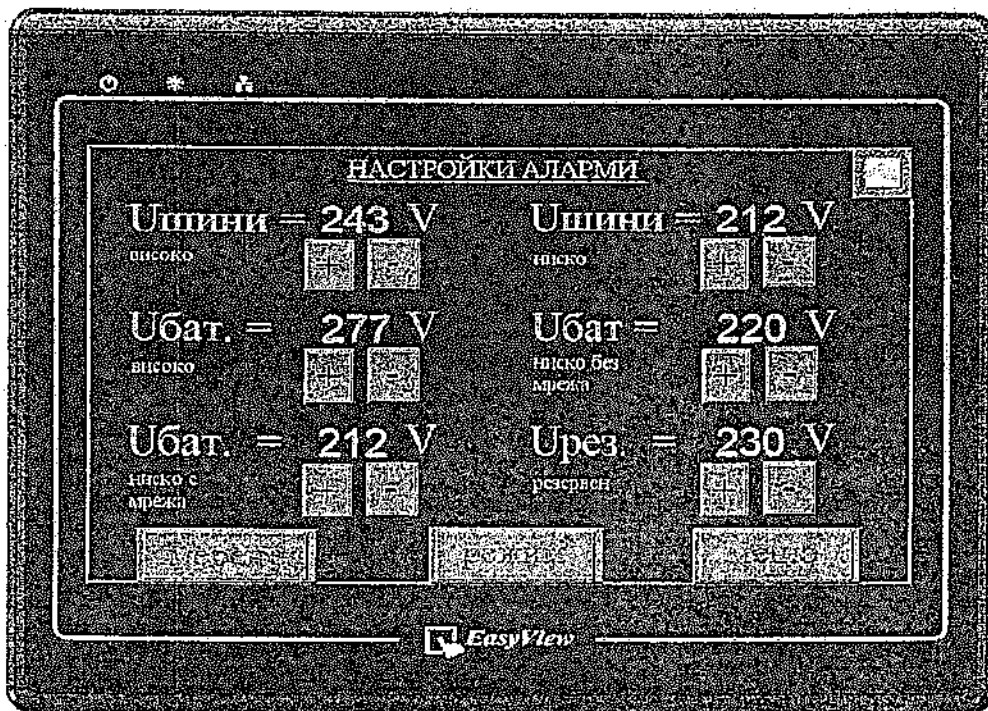 НАСТРОЙКИ АЛАРМИ
Uшини = 243 V
високо
+
Uшини = 212 V
ниско
+ -
Uбат. = 277 V
високо
+ -
Uбат = 220 V
ниско без
мрежа
+ -
Uбат. = 212 V
ниско с
мрежа
+ -
Uрез. = 230 V
резервен
+ -
EasyView